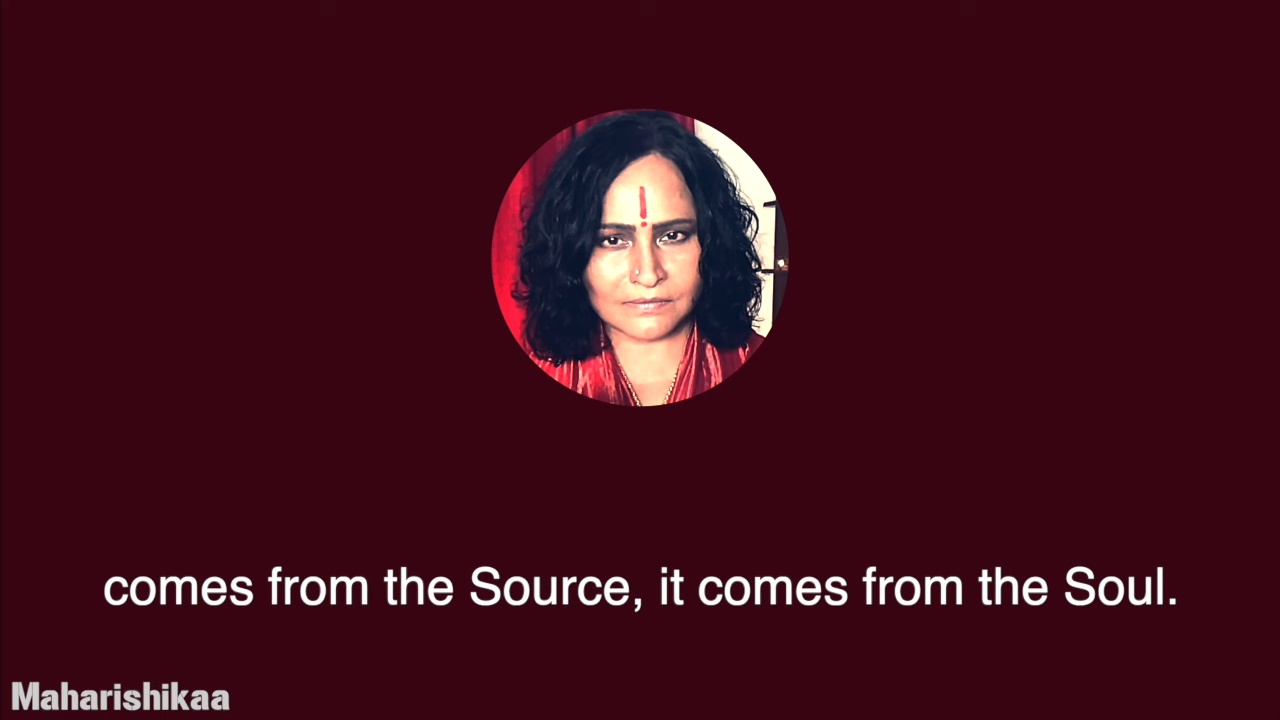 comes from the Source, it comes from the Soul.
Maharishikaa